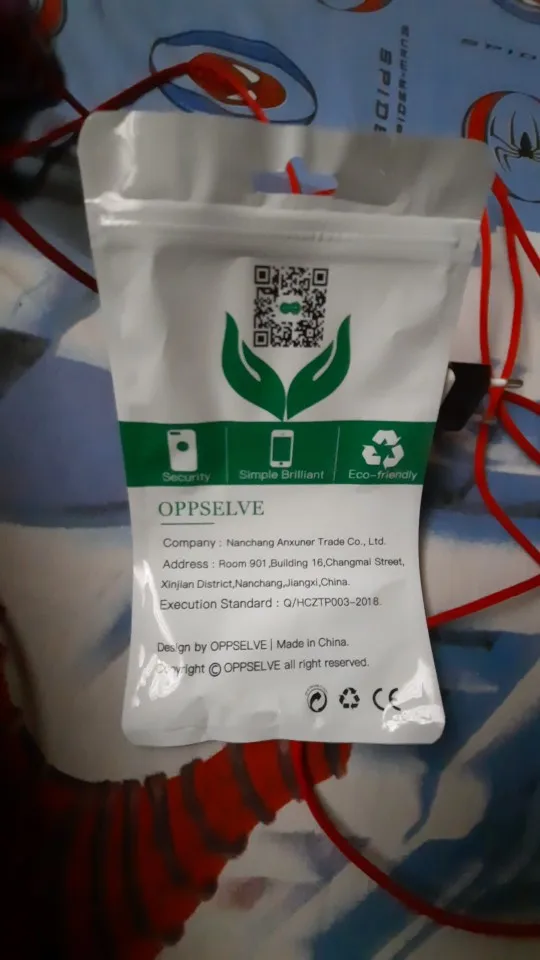 SPIDE
SPID
Security
Simple Brilliant
Eco-friendly
OPPSELVE
Company : Nanchang Anxuner Trade Co., Ltd.
Address : Room 901,Building 16,Changmai Street,
Xinjian District,Nanchang,Jiangxi,China.
Execution Standard : Q/HCZTP003-2018.
Design by OPPSELVE | Made in China.
Copyright © OPPSELVE all right reserved.
CE